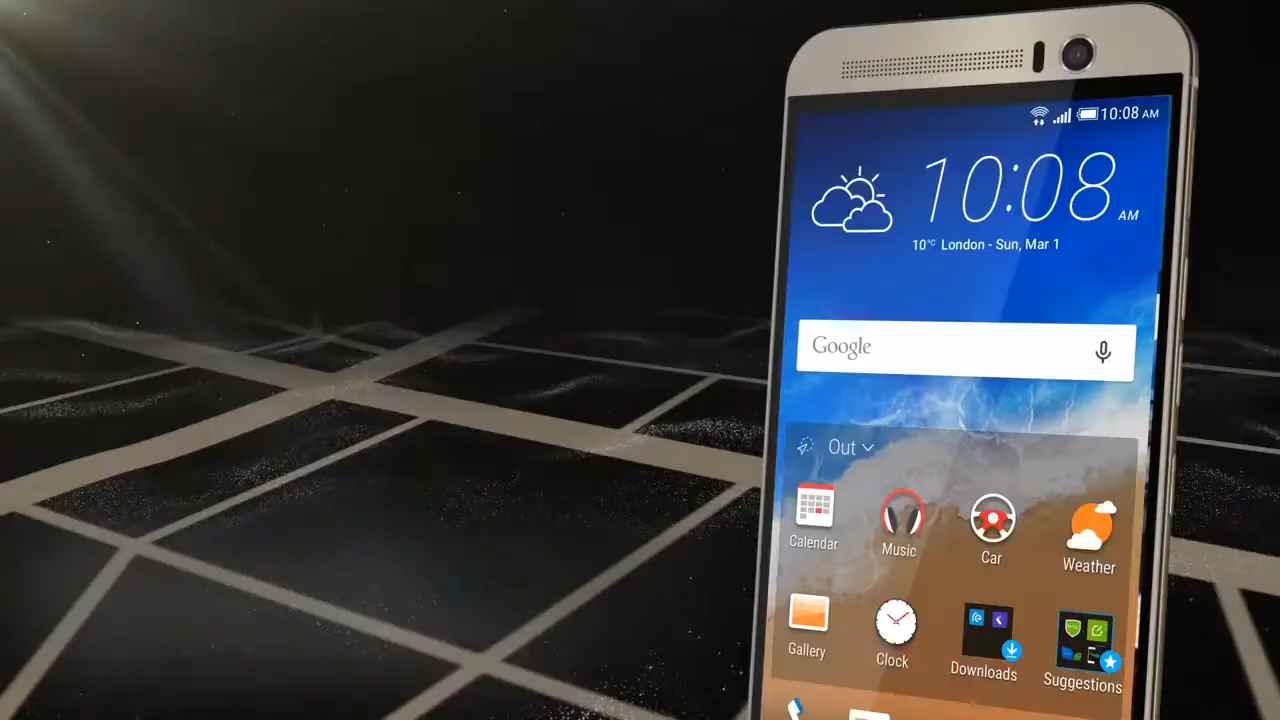 10:08 AM
10:08 AM
10°C London - Sun, Mar 1
Google
Out
Calendar
Music
Car
Weather
Gallery
Clock
Downloads
Suggestions